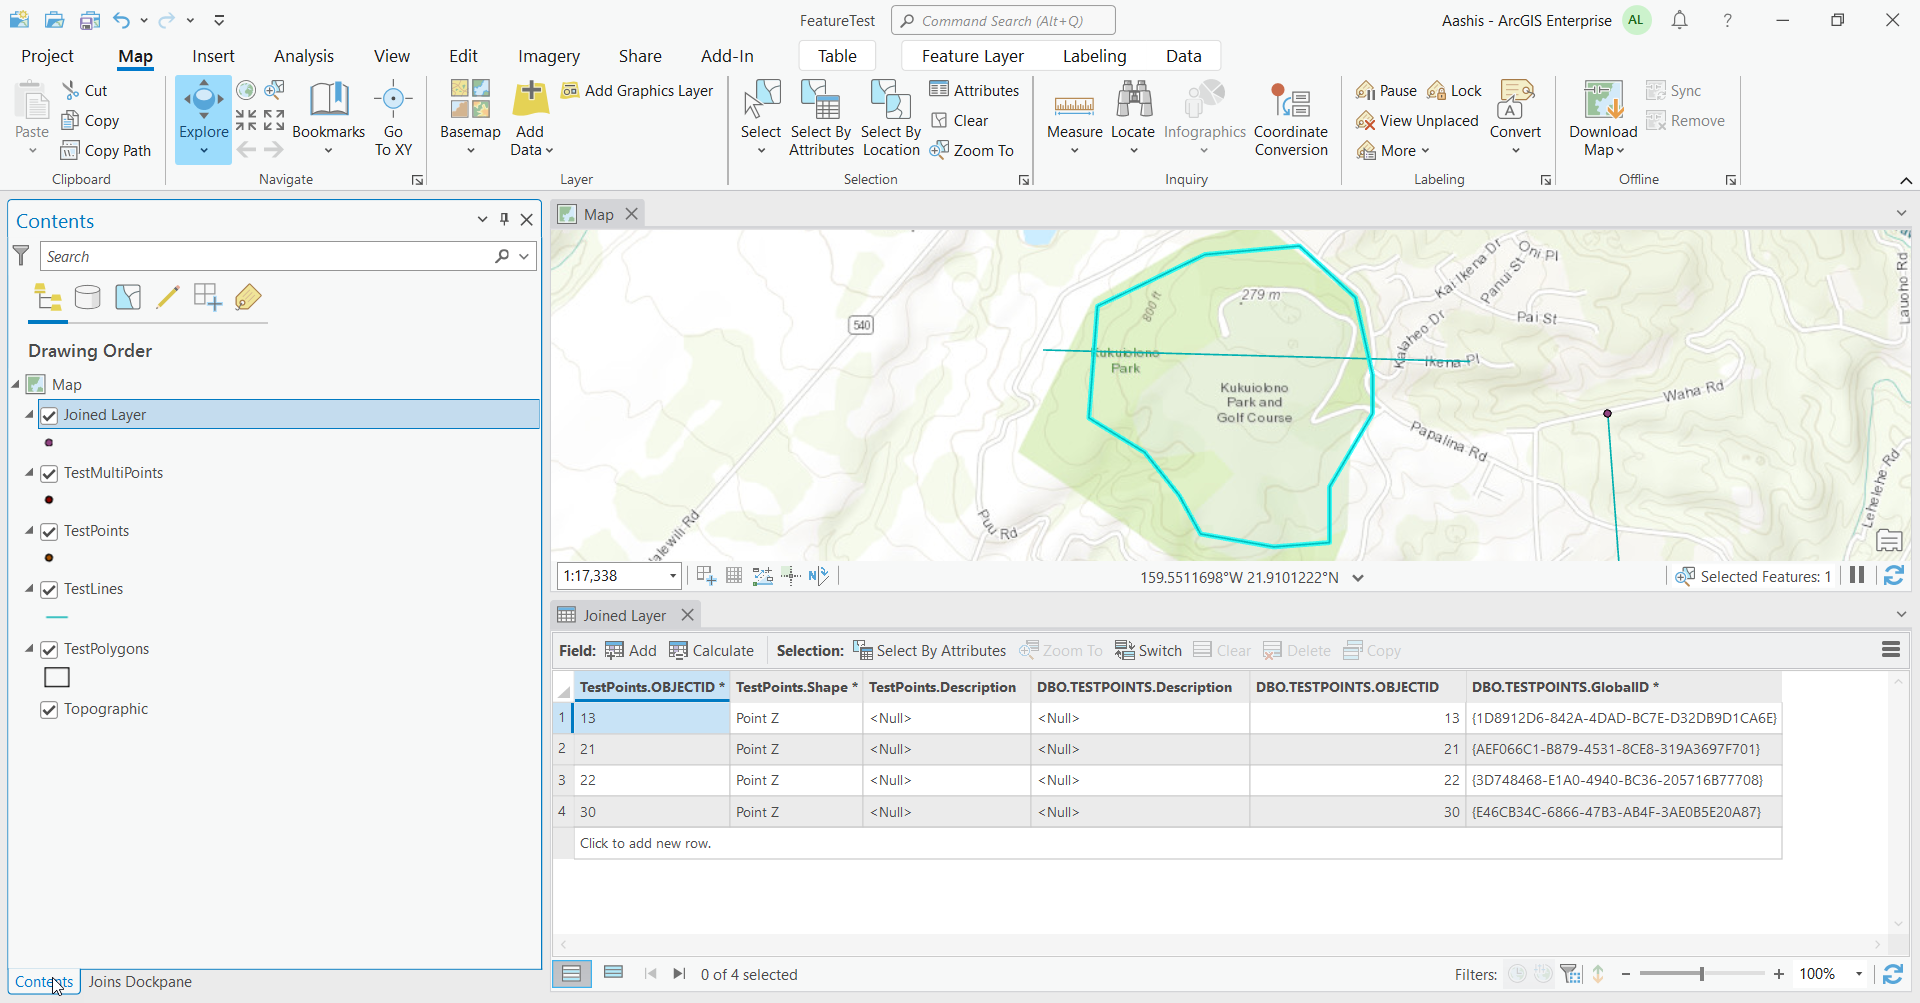 FeatureTest
Command Search (Alt+Q)
Aashis - ArcGIS Enterprise
AL
?
Project
Map
Insert
Analysis
View
Edit
Imagery
Share
Add-In
Table
Feature Layer
Labeling
Data
Paste
Cut
Copy
Copy Path
Clipboard
Explore
Bookmarks
Go
To XY
Navigate
Basemap
Add
Data
Add Graphics Layer
Layer
Select
Select By
Attributes
Select By
Location
Attributes
Clear
Zoom To
Selection
Measure
Locate
Infographics
Coordinate
Conversion
Inquiry
Pause
Lock
View Unplaced
More
Convert
Labeling
Download
Map
Sync
Remove
Offline
Contents
Search
Drawing Order
Map
Joined Layer
TestMultiPoints
TestPoints
TestLines
TestPolygons
Topographic
Contents
Joins Dockpane
Map
540
800 ft
279 m
Kukuiolono
Park
Kukuiolono
Park and
Golf Course
Kai Ikena Dr
Oni Pl
Panui St
Pai St
Kalaheo Dr
Ikena Pl
Waha Rd
Papalina Rd
Puu Rd
alewili Rd
Lauoho Rd
Lehelehe Rd
1:17,338
N
159.5511698°W 21.9101222°N
Selected Features: 1
Joined Layer
Field:
Add
Calculate
Selection:
Select By Attributes
Zoom To
Switch
Clear
Delete
Copy
TestPoints.OBJECTID * TestPoints.Shape * TestPoints.Description DBO.TESTPOINTS.Description DBO.TESTPOINTS.OBJECTID DBO.TESTPOINTS.GlobalID *
1 13 Point Z <Null> <Null> 13 {1D8912D6-842A-4DAD-BC7E-D32DB9D1CA6E}
2 21 Point Z <Null> <Null> 21 {AEF066C1-B879-4531-8CE8-319A3697F701}
3 22 Point Z <Null> <Null> 22 {3D748468-E1A0-4940-BC36-205716B77708}
4 30 Point Z <Null> <Null> 30 {E46CB34C-6866-47B3-AB4F-3AE0B5E20A87}
Click to add new row.
0 of 4 selected
Filters:
100%